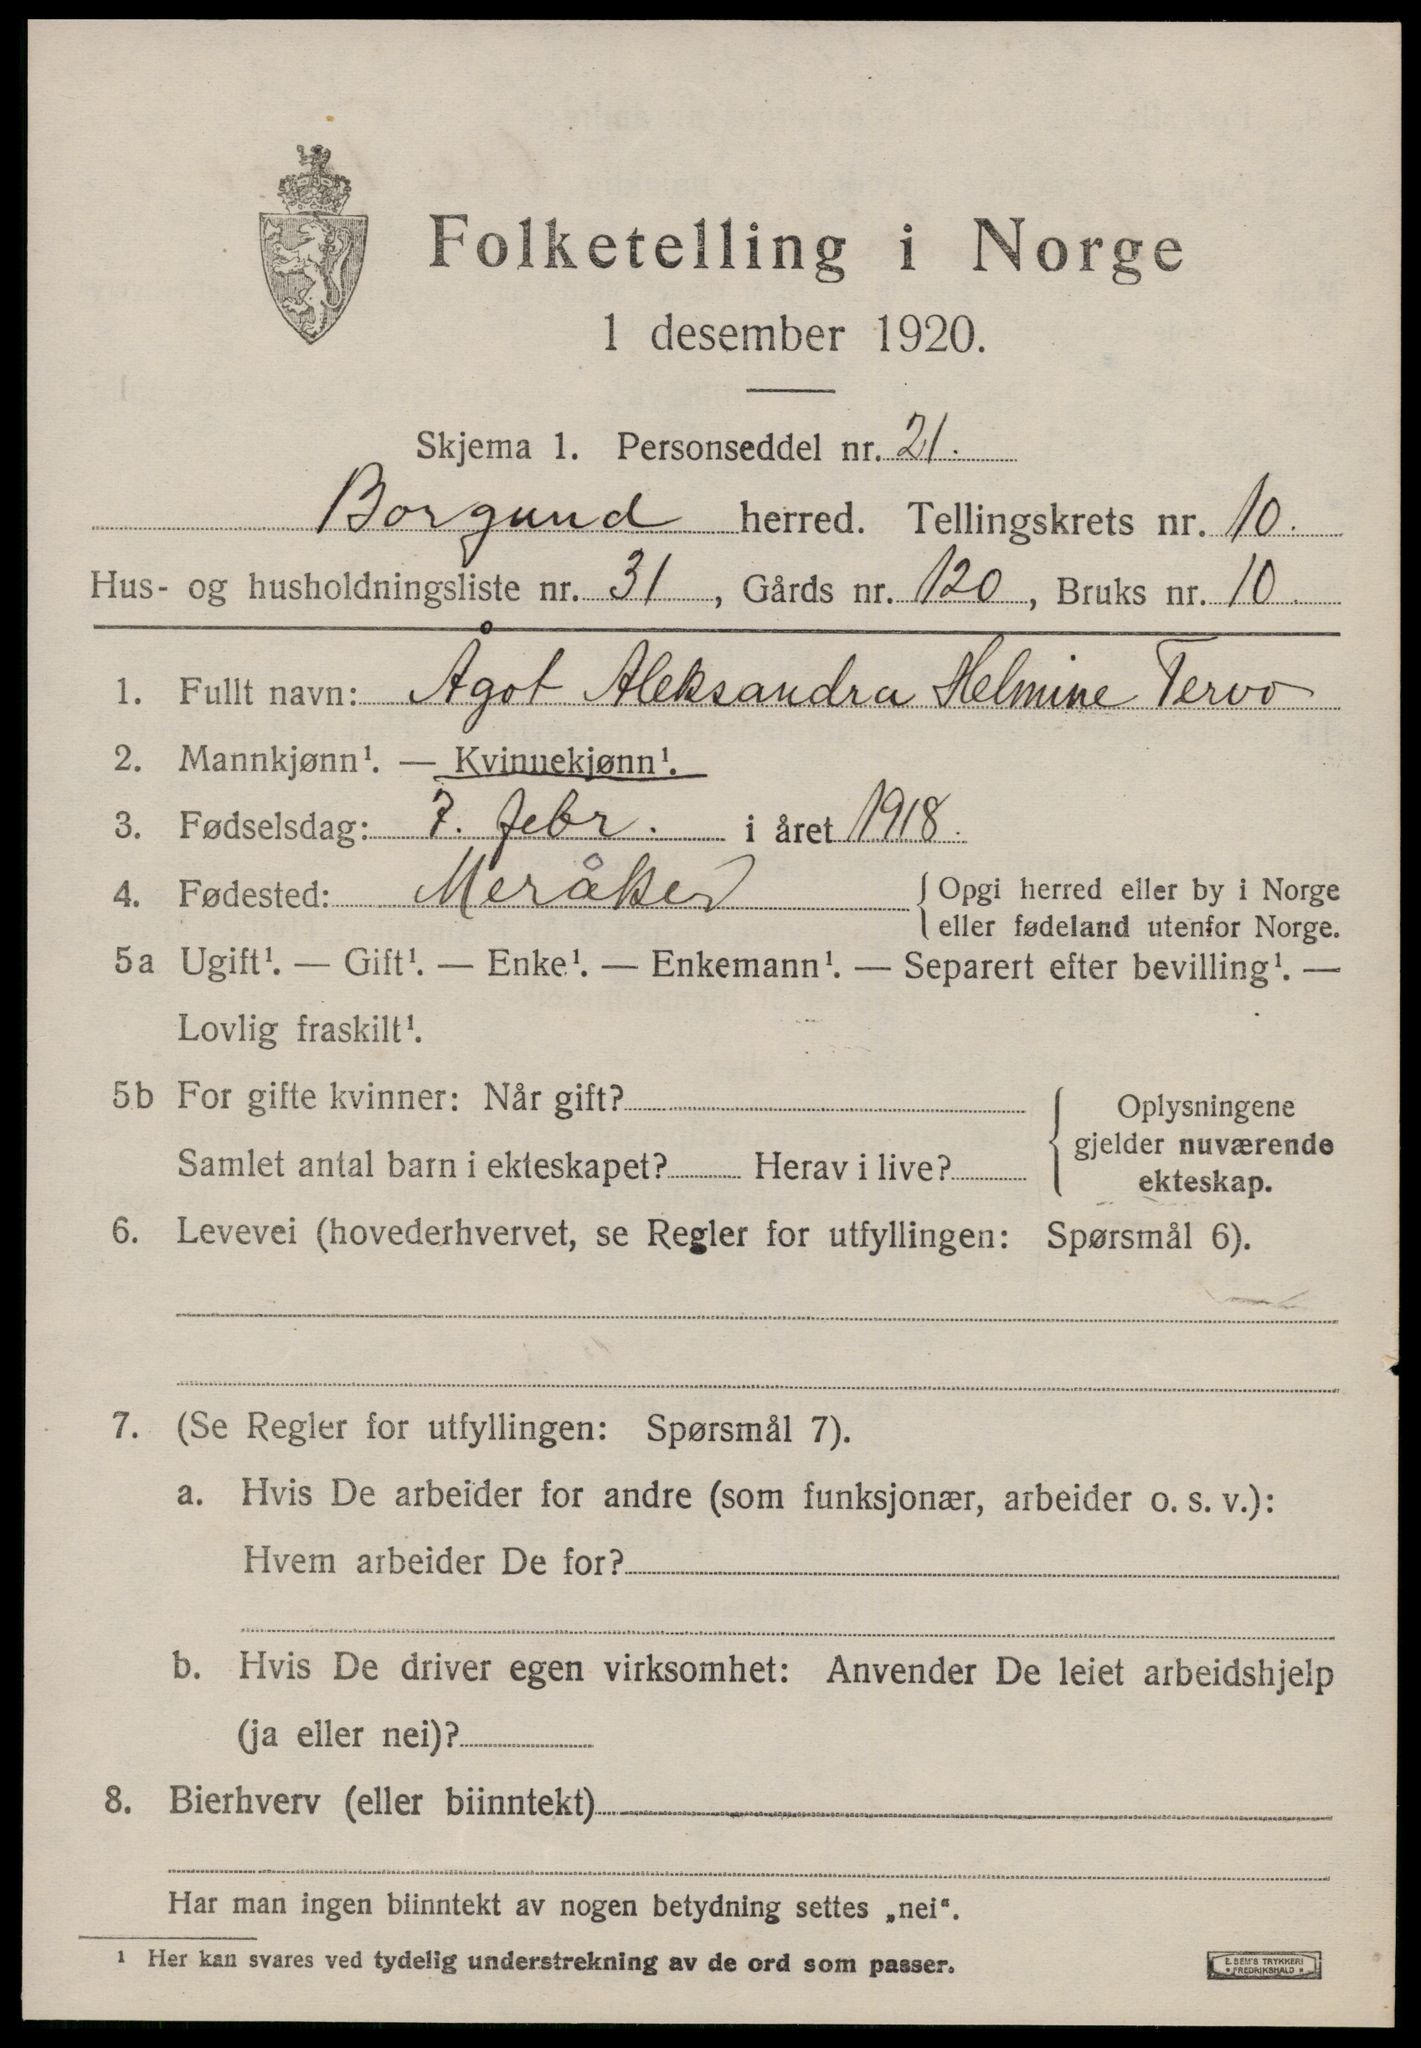 Folketelling i Norge
1 desember 1920.
Skjema 1. Personseddel nr. 21.
Borgund herred. Tellingskrets nr. 10.
Hus- og husholdningsliste nr. 31, Gårds nr. 120, Bruks nr. 10.
1. Fullt navn: Ågot Aleksandra Helmine Tervo
2. Mannkjønn¹. — Kvinnekjønn¹.
3. Fødselsdag: 7. febr. i året 1918.
4. Fødested: Meråker { Opgi herred eller by i Norge
eller fødeland utenfor Norge.
5a Ugift¹. — Gift¹. — Enke¹. — Enkemann¹. — Separert efter bevilling¹. —
Lovlig fraskilt¹.
5b For gifte kvinner: Når gift?
Samlet antal barn i ekteskapet? Herav i live?
Oplysningene
gjelder nuværende
ekteskap.
6. Levevei (hovederhvervet, se Regler for utfyllingen: Spørsmål 6).
7. (Se Regler for utfyllingen: Spørsmål 7).
a. Hvis De arbeider for andre (som funksjonær, arbeider o. s. v.):
Hvem arbeider De for?
b. Hvis De driver egen virksomhet: Anvender De leiet arbeidshjelp
(ja eller nei)?
8. Bierhverv (eller biinntekt)
Har man ingen biinntekt av nogen betydning settes „nei“.
¹ Her kan svares ved tydelig understrekning av de ord som passer.
E. SEM'S TRYKKERI
* FREDRIKSHALD *